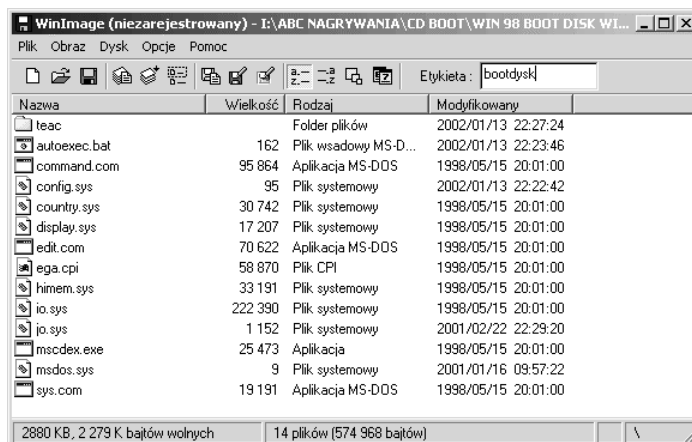 WinImage (niezarejestrowany) - I:\ABC NAGRYWANIA\CD BOOT\WIN 98 BOOT DISK WI...
Plik Obraz Dysk Opcje Pomoc
Etykieta : bootdysk
Nazwa Wielkość Rodzaj Modyfikowany
teac Folder plików 2002/01/13 22:27:24
autoexec.bat 162 Plik wsadowy MS-D... 2002/01/13 22:23:46
command.com 95 864 Aplikacja MS-DOS 1998/05/15 20:01:00
config.sys 95 Plik systemowy 2002/01/13 22:22:42
country.sys 30 742 Plik systemowy 1998/05/15 20:01:00
display.sys 17 207 Plik systemowy 1998/05/15 20:01:00
edit.com 70 622 Aplikacja MS-DOS 1998/05/15 20:01:00
ega.cpi 58 870 Plik CPI 1998/05/15 20:01:00
himem.sys 33 191 Plik systemowy 1998/05/15 20:01:00
io.sys 222 390 Plik systemowy 1998/05/15 20:01:00
jo.sys 1 152 Plik systemowy 2001/02/22 22:29:20
mscdex.exe 25 473 Aplikacja 1998/05/15 20:01:00
msdos.sys 9 Plik systemowy 2001/01/16 09:57:22
sys.com 19 191 Aplikacja MS-DOS 1998/05/15 20:01:00
2880 KB, 2 279 K bajtów wolnych 14 plików (574 968 bajtów) \